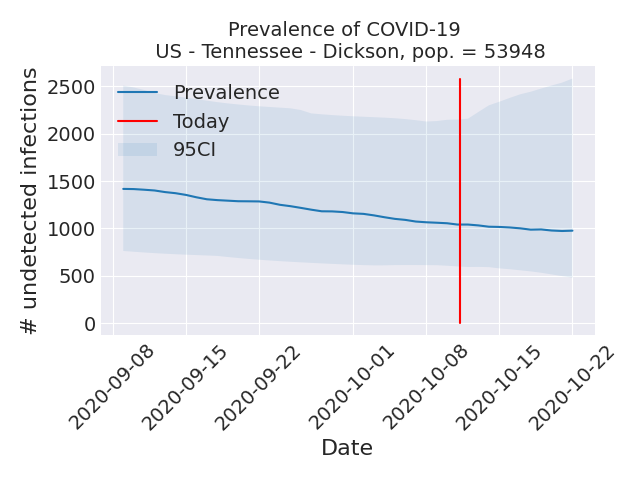 Prevalence of COVID-19
US - Tennessee - Dickson, pop. = 53948
# undetected infections
2500
2000
1500
1000
500
0
Prevalence
Today
95CI
2020-09-08
2020-09-15
2020-09-22
2020-10-01
2020-10-08
2020-10-15
2020-10-22
Date